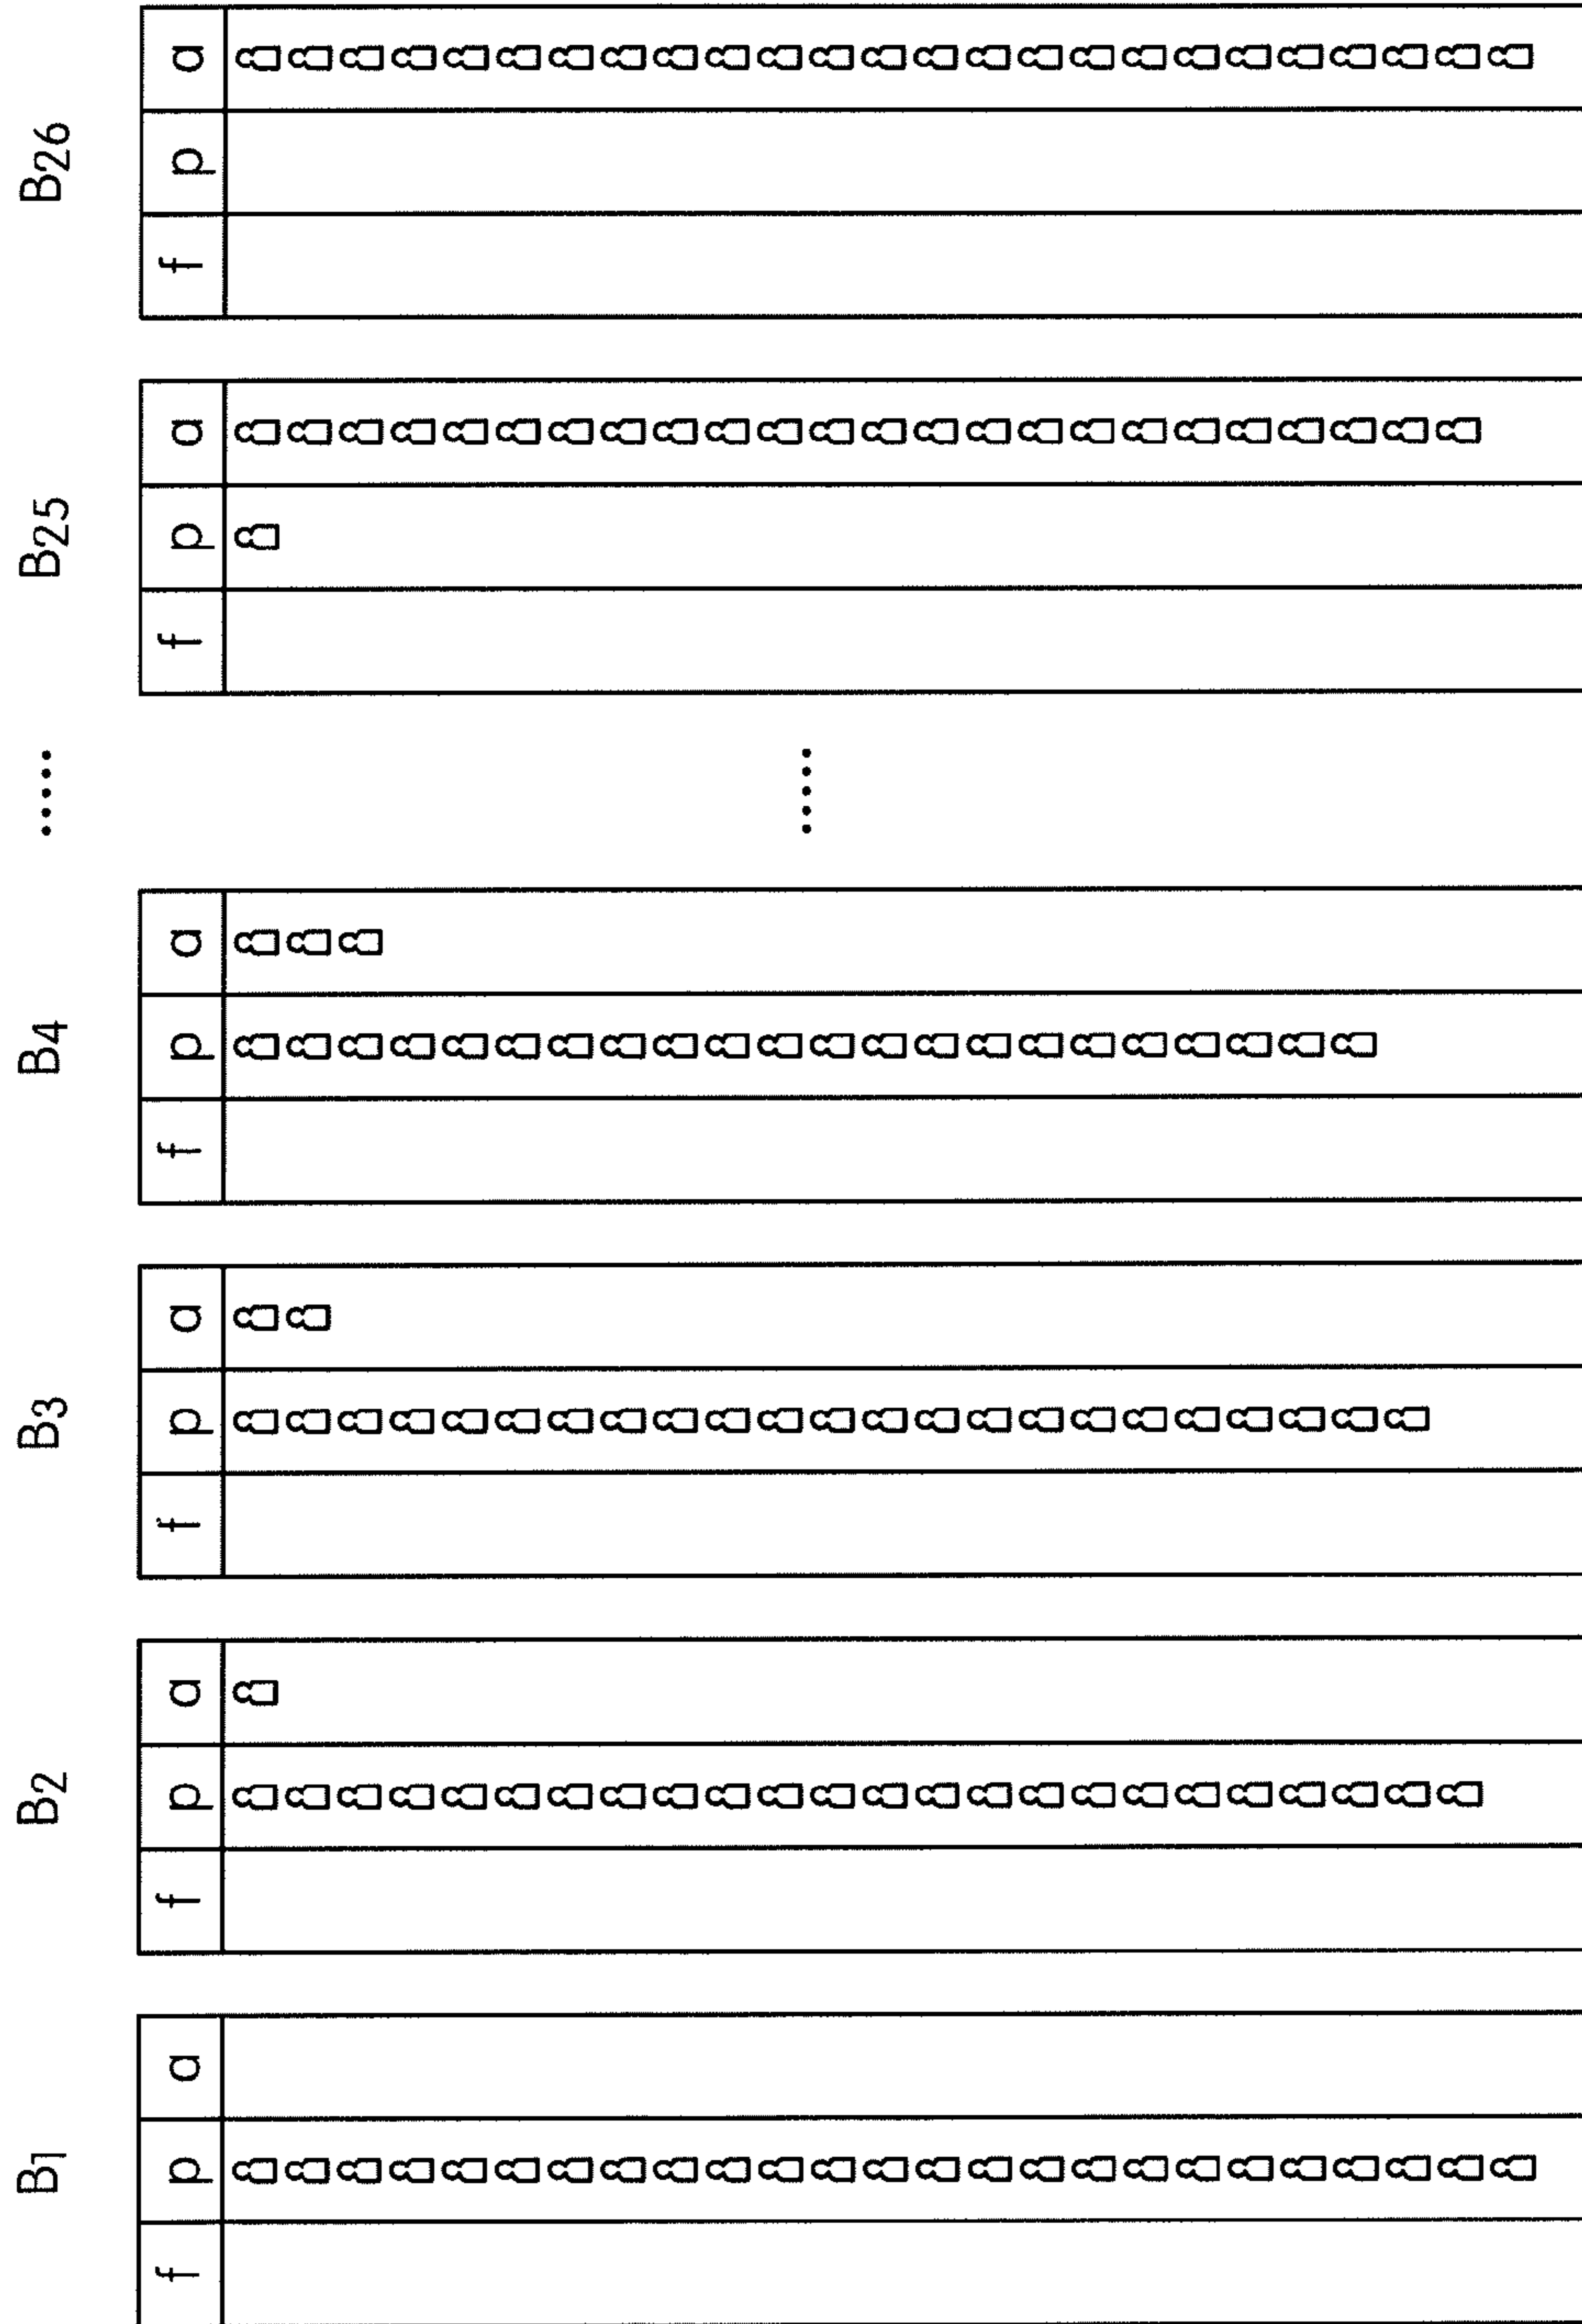 B1 B2 B3 B4 ..... B25 B26
f p a f p a f p a f p a f p a f p a
.....